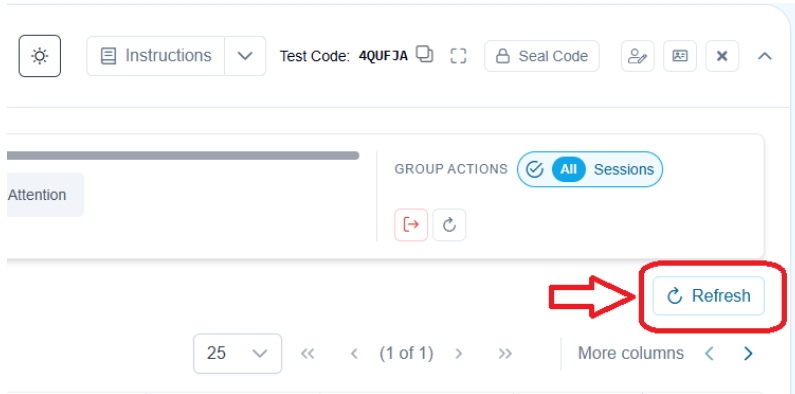 Instructions
Test Code: 4QUFJA
Seal Code
GROUP ACTIONS
All Sessions
Attention
Refresh
25
(1 of 1)
More columns